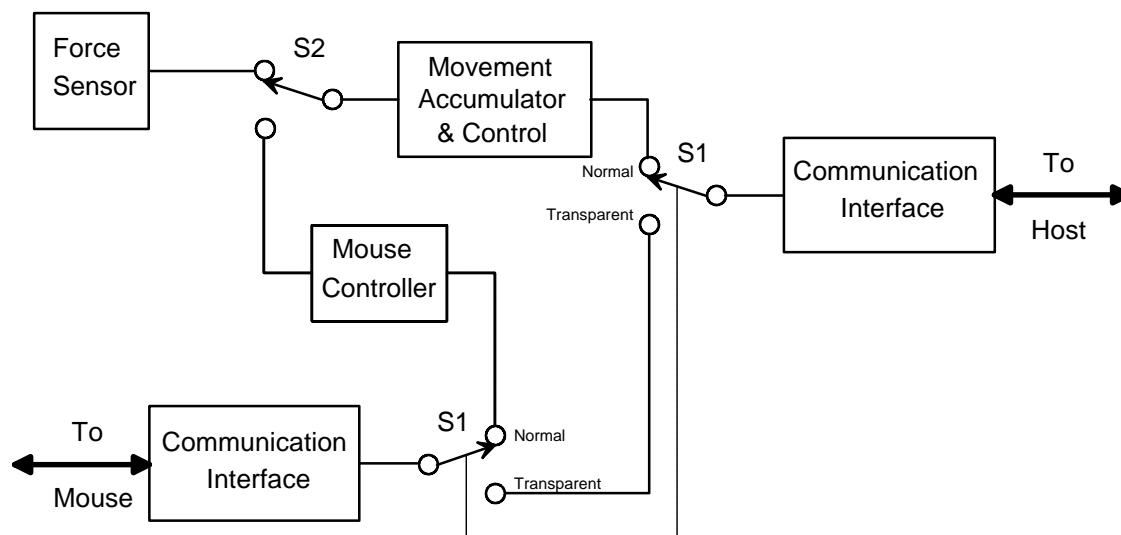 Force
Sensor
S2
Movement
Accumulator
& Control
Normal
S1
Transparent
Communication
Interface
To
Host
Mouse
Controller
To
Mouse
Communication
Interface
S1
Normal
Transparent